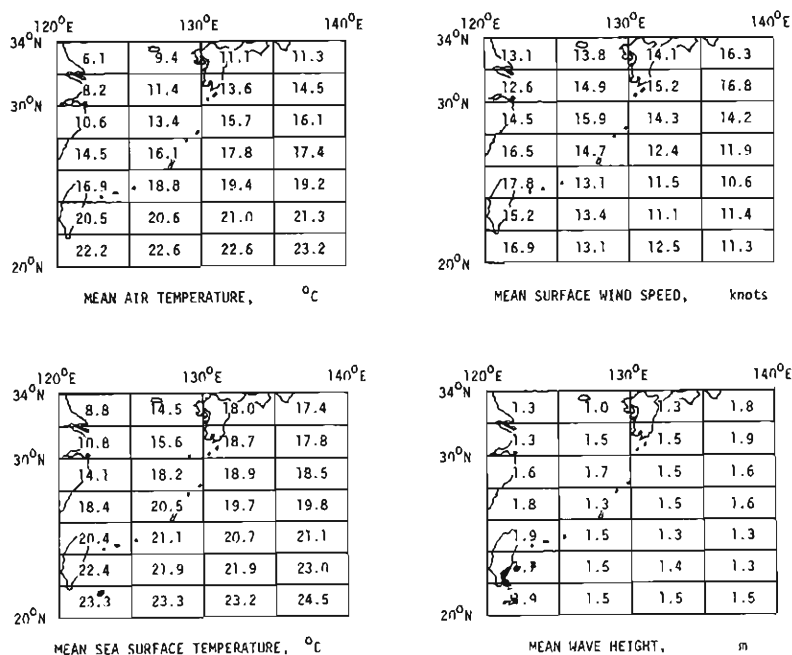 120°E 130°E 140°E
34°N
6.1 9.4 11.1 11.3
8.2 11.4 13.6 14.5
30°N
10.6 13.4 15.7 16.1
14.5 16.1 17.8 17.4
16.9 18.8 19.4 19.2
20.5 20.6 21.0 21.3
22.2 22.6 22.6 23.2
20°N
MEAN AIR TEMPERATURE, °C
120°E 130°E 140°E
34°N
13.1 13.8 14.1 16.3
12.6 14.9 15.2 16.8
30°N
14.5 15.9 14.3 14.2
16.5 14.7 12.4 11.9
17.8 13.1 11.5 10.6
15.2 13.4 11.1 11.4
16.9 13.1 12.5 11.3
20°N
MEAN SURFACE WIND SPEED, knots
120°E 130°E 140°E
34°N
8.8 14.5 18.0 17.4
10.8 15.6 18.7 17.8
30°N
14.1 18.2 18.9 18.5
18.4 20.5 19.7 19.8
20.4 21.1 20.7 21.1
22.4 21.9 21.9 23.0
23.3 23.3 23.2 24.5
20°N
MEAN SEA SURFACE TEMPERATURE, °C
120°E 130°E 140°E
34°N
1.3 1.0 1.3 1.8
1.3 1.5 1.5 1.9
30°N
1.6 1.7 1.5 1.6
1.8 1.3 1.5 1.6
1.9 1.5 1.3 1.3
1.5 1.4 1.3
1.5 1.5 1.5
20°N
MEAN WAVE HEIGHT, m